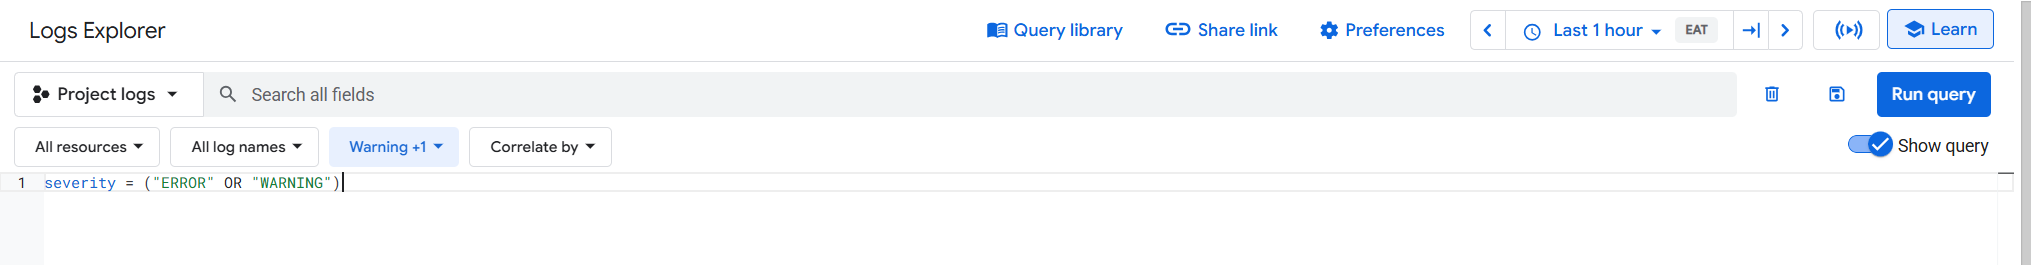 Logs Explorer
Query library
Share link
Preferences
Last 1 hour
EAT
Learn
Project logs
Search all fields
Run query
All resources
All log names
Warning +1
Correlate by
Show query
1 severity = ("ERROR" OR "WARNING")